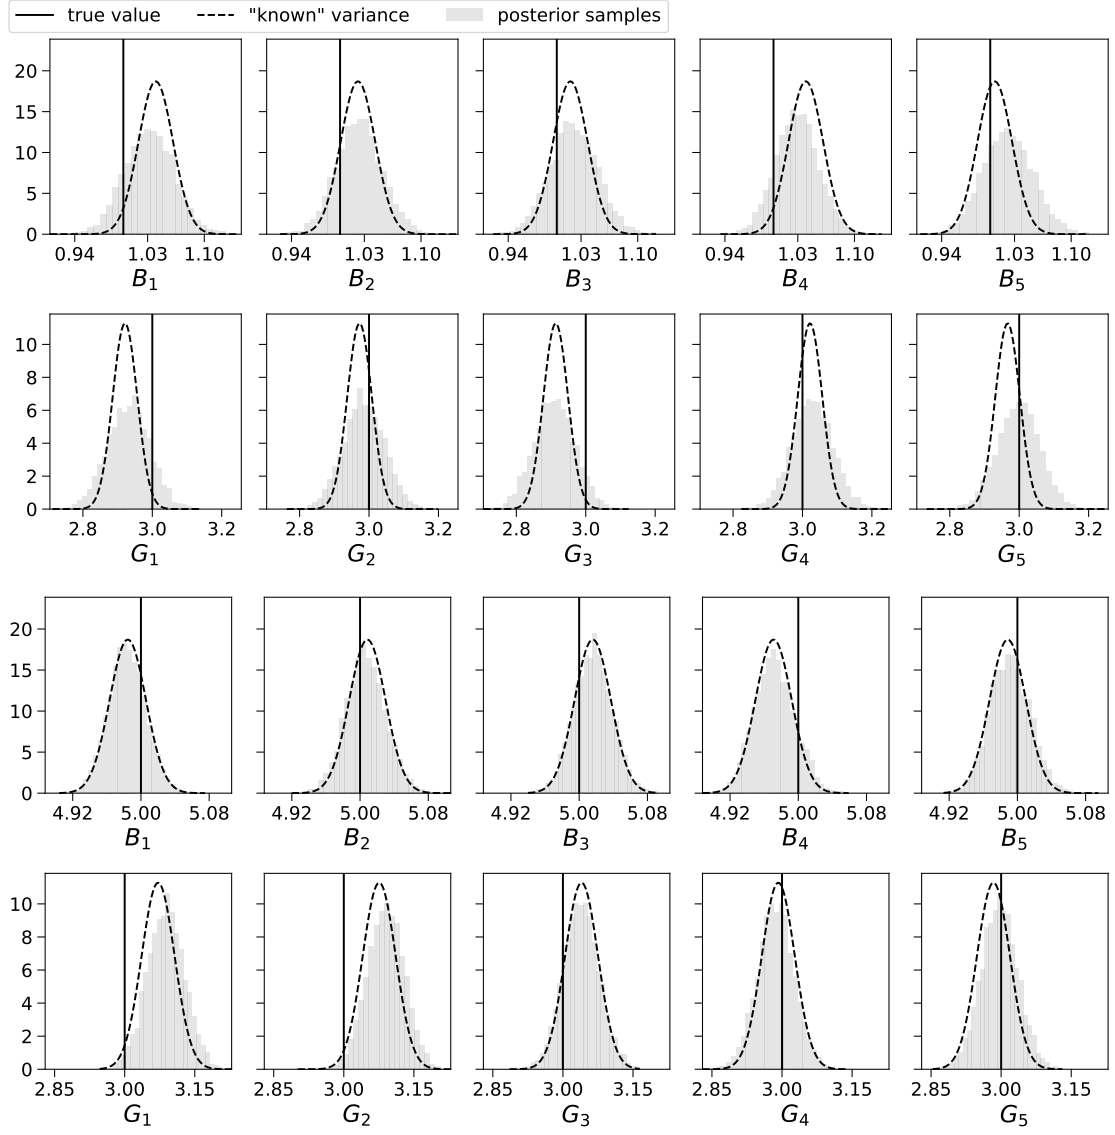 true value "known" variance posterior samples
20
15
10
5
0
0.94 1.03 1.10 0.94 1.03 1.10 0.94 1.03 1.10 0.94 1.03 1.10 0.94 1.03 1.10
B1 B2 B3 B4 B5
10
8
6
4
2
0
2.8 3.0 3.2 2.8 3.0 3.2 2.8 3.0 3.2 2.8 3.0 3.2 2.8 3.0 3.2
G1 G2 G3 G4 G5
20
15
10
5
0
4.92 5.00 5.08 4.92 5.00 5.08 4.92 5.00 5.08 4.92 5.00 5.08 4.92 5.00 5.08
B1 B2 B3 B4 B5
10
8
6
4
2
0
2.85 3.00 3.15 2.85 3.00 3.15 2.85 3.00 3.15 2.85 3.00 3.15 2.85 3.00 3.15
G1 G2 G3 G4 G5